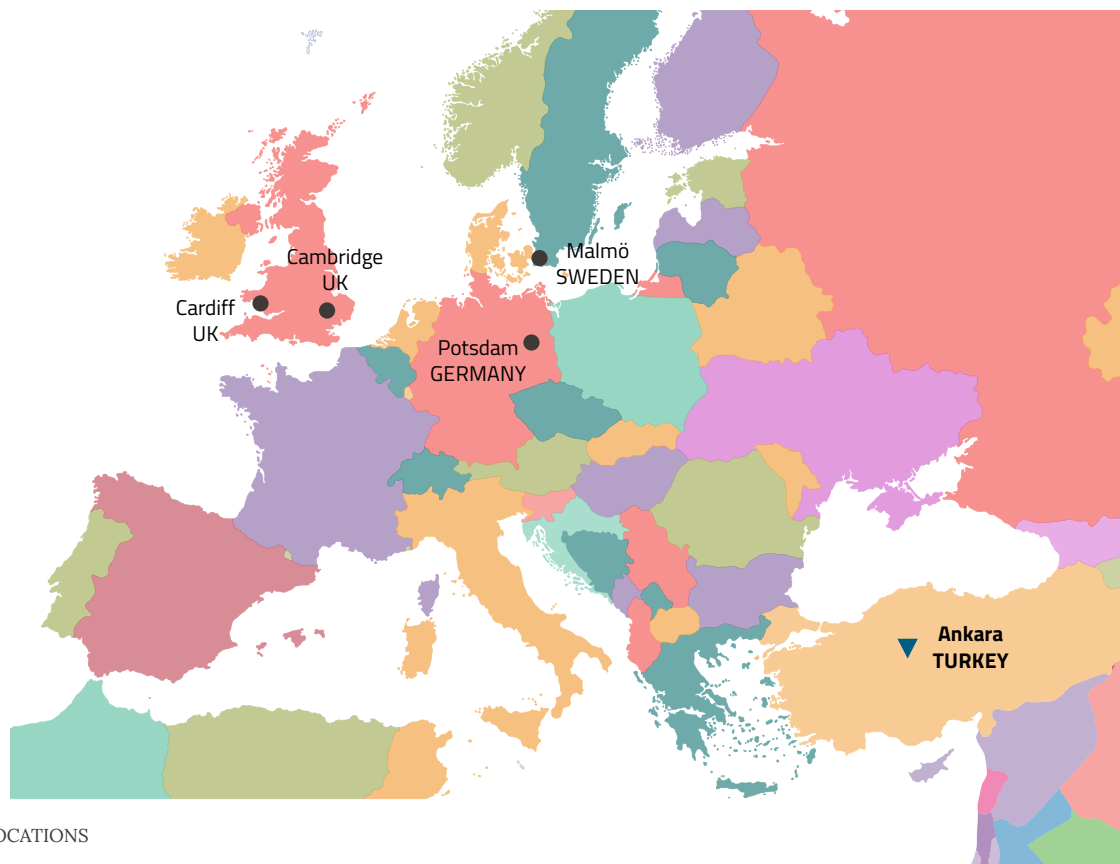 Malmö
SWEDEN
Cambridge
UK
Cardiff
UK
Potsdam
GERMANY
Ankara
TURKEY
OCATIONS